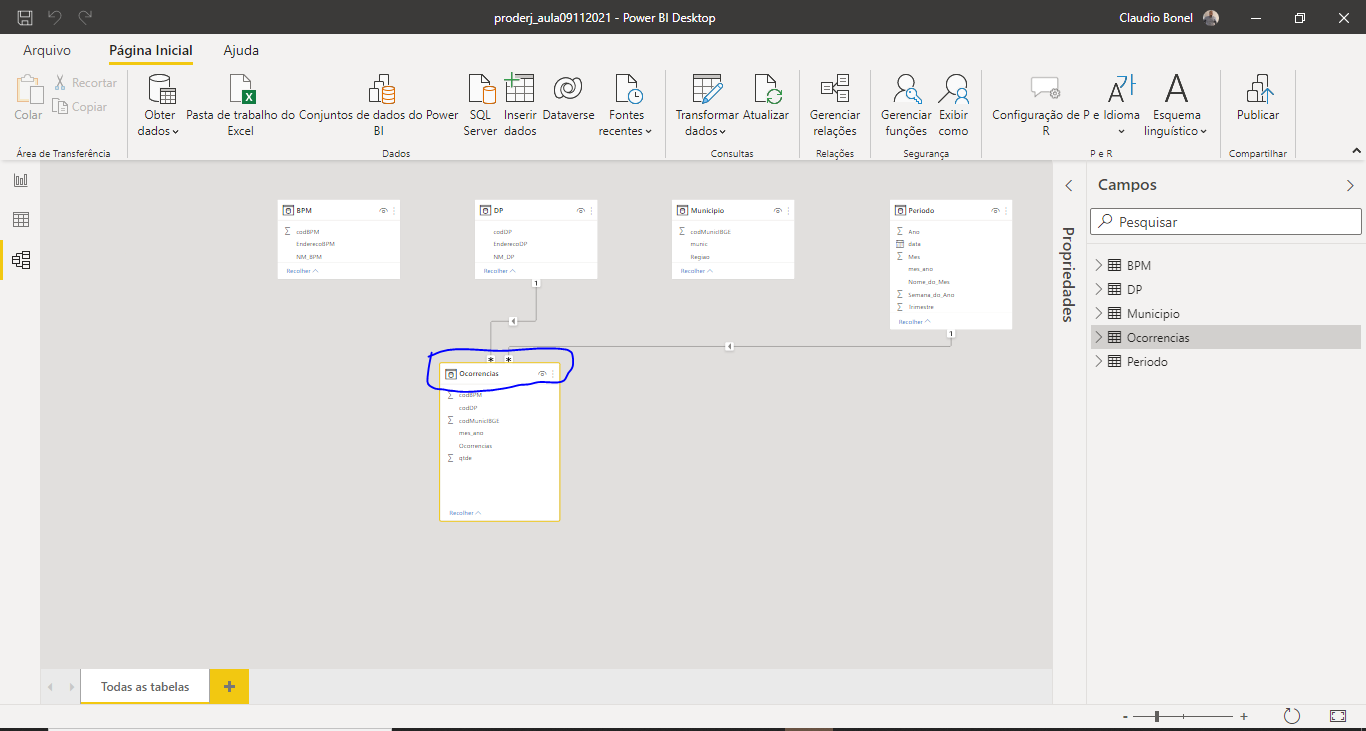 proderj_aula09112021 - Power BI Desktop
Claudio Bonel
Arquivo
Página Inicial
Ajuda
Colar
Recortar
Copiar
Área de Transferência
Obter dados
Pasta de trabalho do Excel
Conjuntos de dados do Power BI
SQL Server
Inserir dados
Dataverse
Fontes recentes
Dados
Transformar dados
Atualizar
Consultas
Gerenciar relações
Relações
Gerenciar funções
Exibir como
Segurança
Configuração de P e R
Idioma
Esquema linguístico
P e R
Publicar
Compartilhar
BPM
codBPM
EnderecoBPM
NM_BPM
Recolher
DP
codDP
EnderecoDP
NM_DP
Recolher
Municipio
codMunicIBGE
munic
Regiao
Recolher
Periodo
Ano
data
Mes
mes_ano
Nome_do_Mes
Semana_do_Ano
Trimestre
Recolher
1
1
*
*
Ocorrencias
codBPM
codDP
codMunicIBGE
mes_ano
Ocorrencias
qtde
Recolher
Propriedades
Campos
Pesquisar
BPM
DP
Municipio
Ocorrencias
Periodo
Todas as tabelas
+
-
+